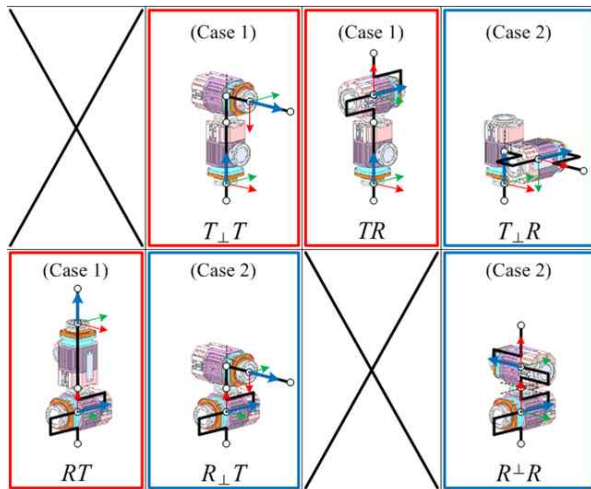 (Case 1)
(Case 1)
(Case 2)
T⊥T
TR
T⊥R
(Case 1)
(Case 2)
(Case 2)
RT
R⊥T
R⊥R